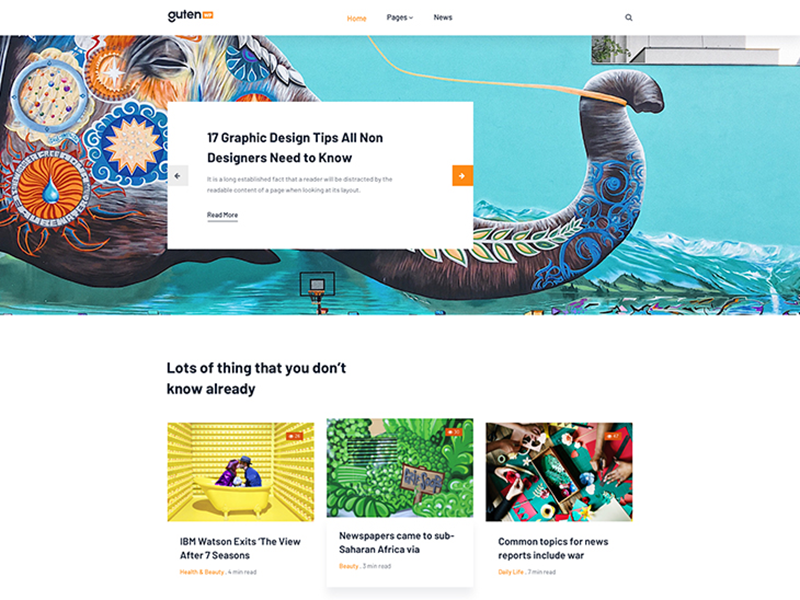 guten WP
Home Pages News
17 Graphic Design Tips All Non
Designers Need to Know
It is a long established fact that a reader will be distracted by the
readable content of a page when looking at its layout.
Read More
Lots of thing that you don't
know already
IBM Watson Exits 'The View
After 7 Seasons
Health & Beauty . 4 min read
Newspapers came to sub-
Saharan Africa via
Beauty . 3 min read
Common topics for news
reports include war
Daily Life . 7 min read